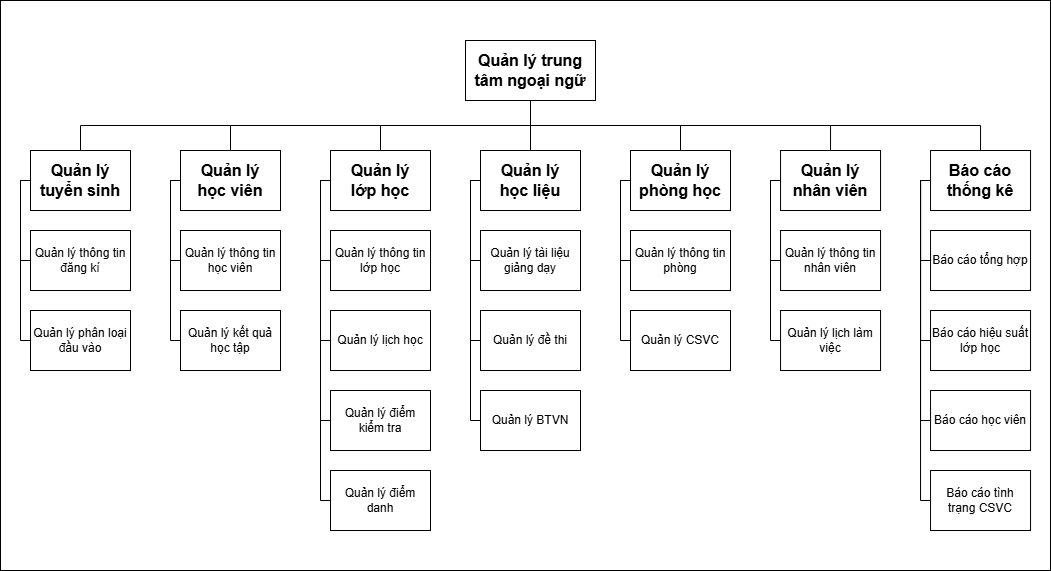 Quản lý trung
tâm ngoại ngữ
Quản lý
tuyển sinh
Quản lý thông tin
đăng kí
Quản lý phân loại
đầu vào
Quản lý
học viên
Quản lý thông tin
học viên
Quản lý kết quả
học tập
Quản lý
lớp học
Quản lý thông tin
lớp học
Quản lý lịch học
Quản lý điểm
kiểm tra
Quản lý điểm
danh
Quản lý
học liệu
Quản lý tài liệu
giảng dạy
Quản lý đề thi
Quản lý BTVN
Quản lý
phòng học
Quản lý thông tin
phòng
Quản lý CSVC
Quản lý
nhân viên
Quản lý thông tin
nhân viên
Quản lý lịch làm
việc
Báo cáo
thống kê
Báo cáo tổng hợp
Báo cáo hiệu suất
lớp học
Báo cáo học viên
Báo cáo tình
trạng CSVC